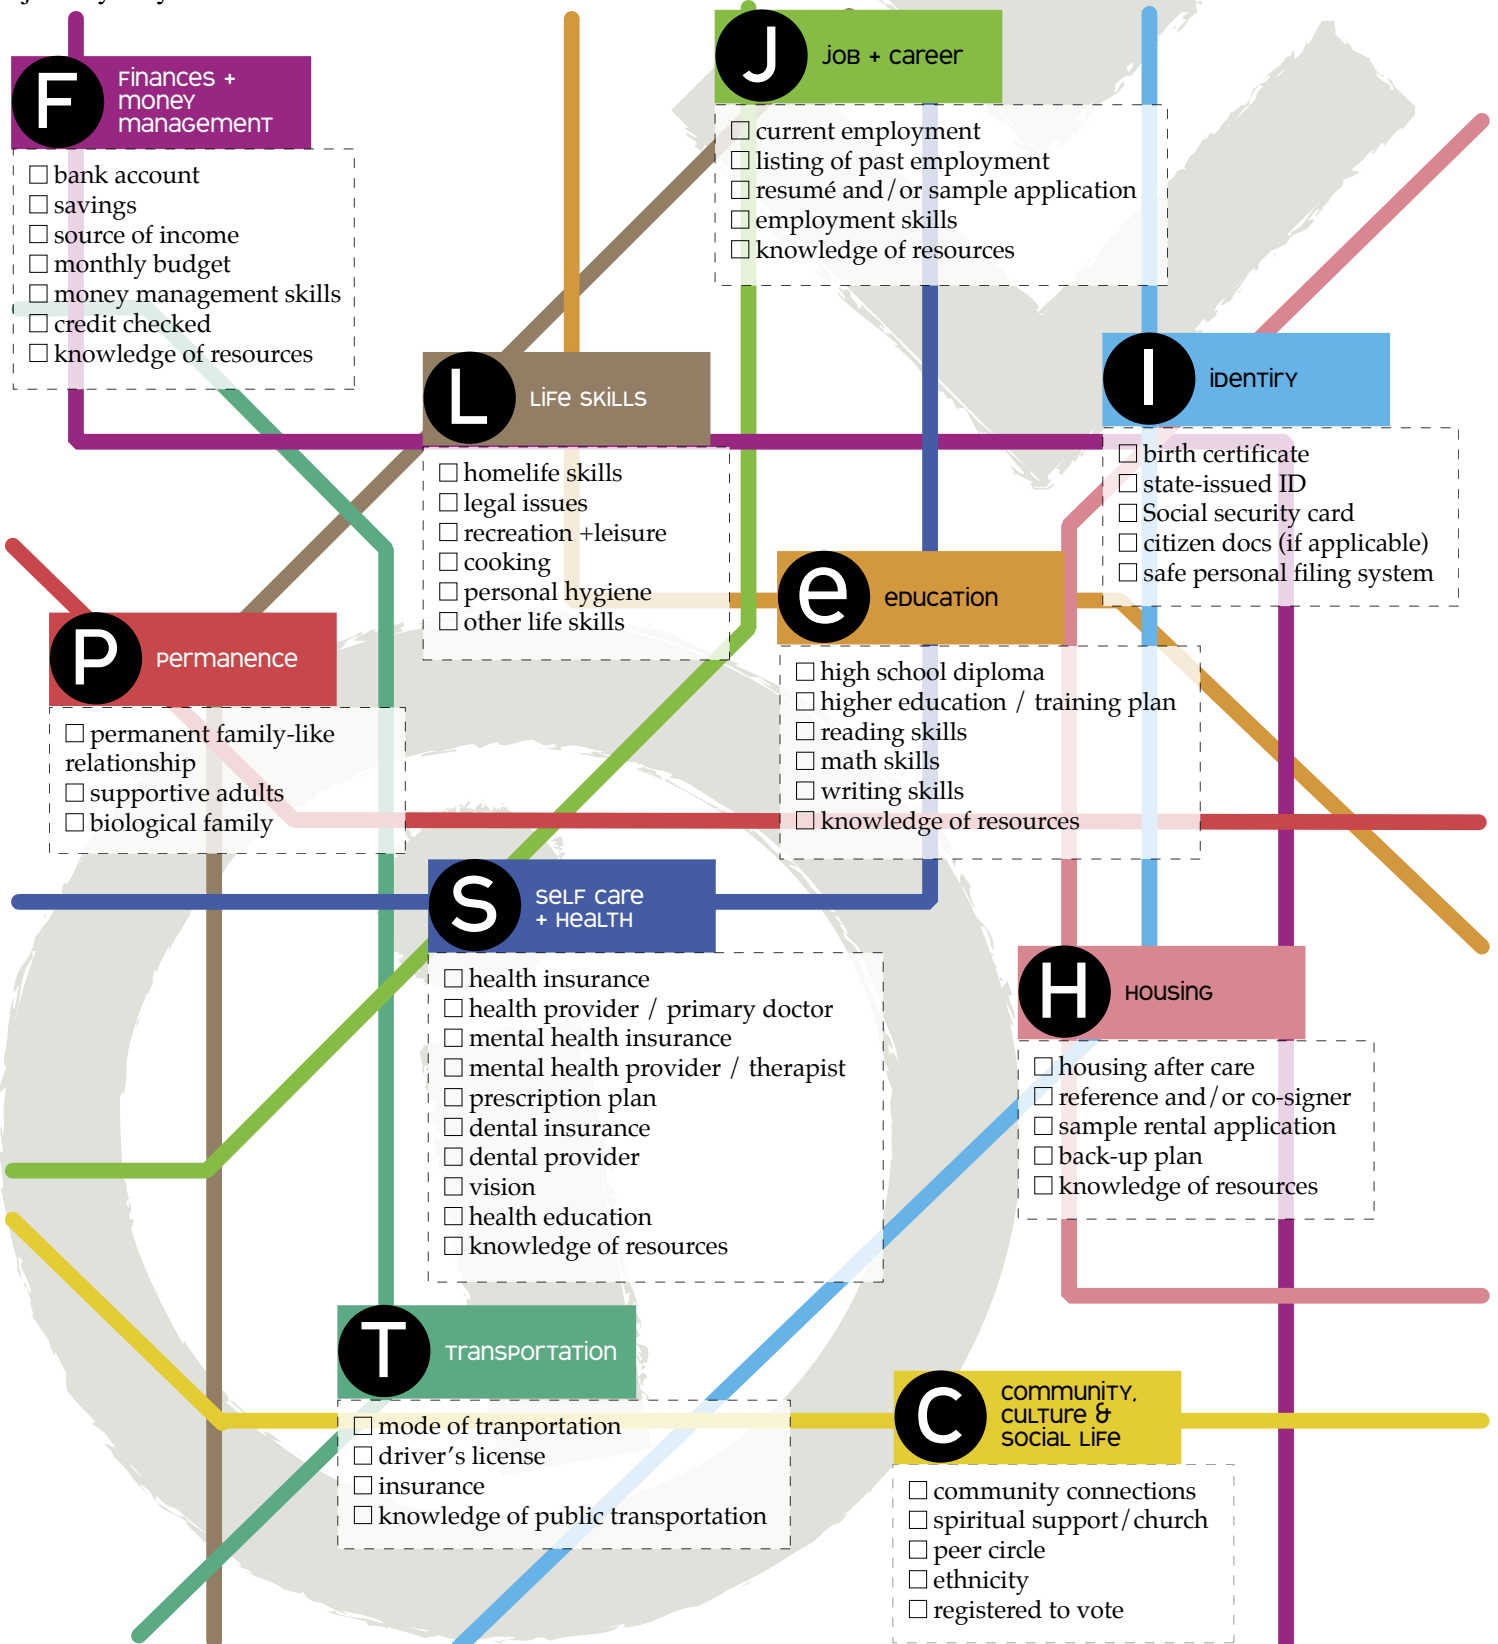 F
Finances +
money
management
☐ bank account
☐ savings
☐ source of income
☐ monthly budget
☐ money management skills
☐ credit checked
☐ knowledge of resources
J
Job + career
☐ current employment
☐ listing of past employment
☐ resumé and/or sample application
☐ employment skills
☐ knowledge of resources
L
Life Skills
☐ homelife skills
☐ legal issues
☐ recreation +leisure
☐ cooking
☐ personal hygiene
☐ other life skills
I
Identity
☐ birth certificate
☐ state-issued ID
☐ Social security card
☐ citizen docs (if applicable)
☐ safe personal filing system
e
education
☐ high school diploma
☐ higher education / training plan
☐ reading skills
☐ math skills
☐ writing skills
☐ knowledge of resources
P
Permanence
☐ permanent family-like
relationship
☐ supportive adults
☐ biological family
S
Self care
+ Health
☐ health insurance
☐ health provider / primary doctor
☐ mental health insurance
☐ mental health provider / therapist
☐ prescription plan
☐ dental insurance
☐ dental provider
☐ vision
☐ health education
☐ knowledge of resources
H
Housing
☐ housing after care
☐ reference and/or co-signer
☐ sample rental application
☐ back-up plan
☐ knowledge of resources
T
Transportation
☐ mode of tranportation
☐ driver's license
☐ insurance
☐ knowledge of public transportation
C
community,
culture &
social life
☐ community connections
☐ spiritual support/church
☐ peer circle
☐ ethnicity
☐ registered to vote